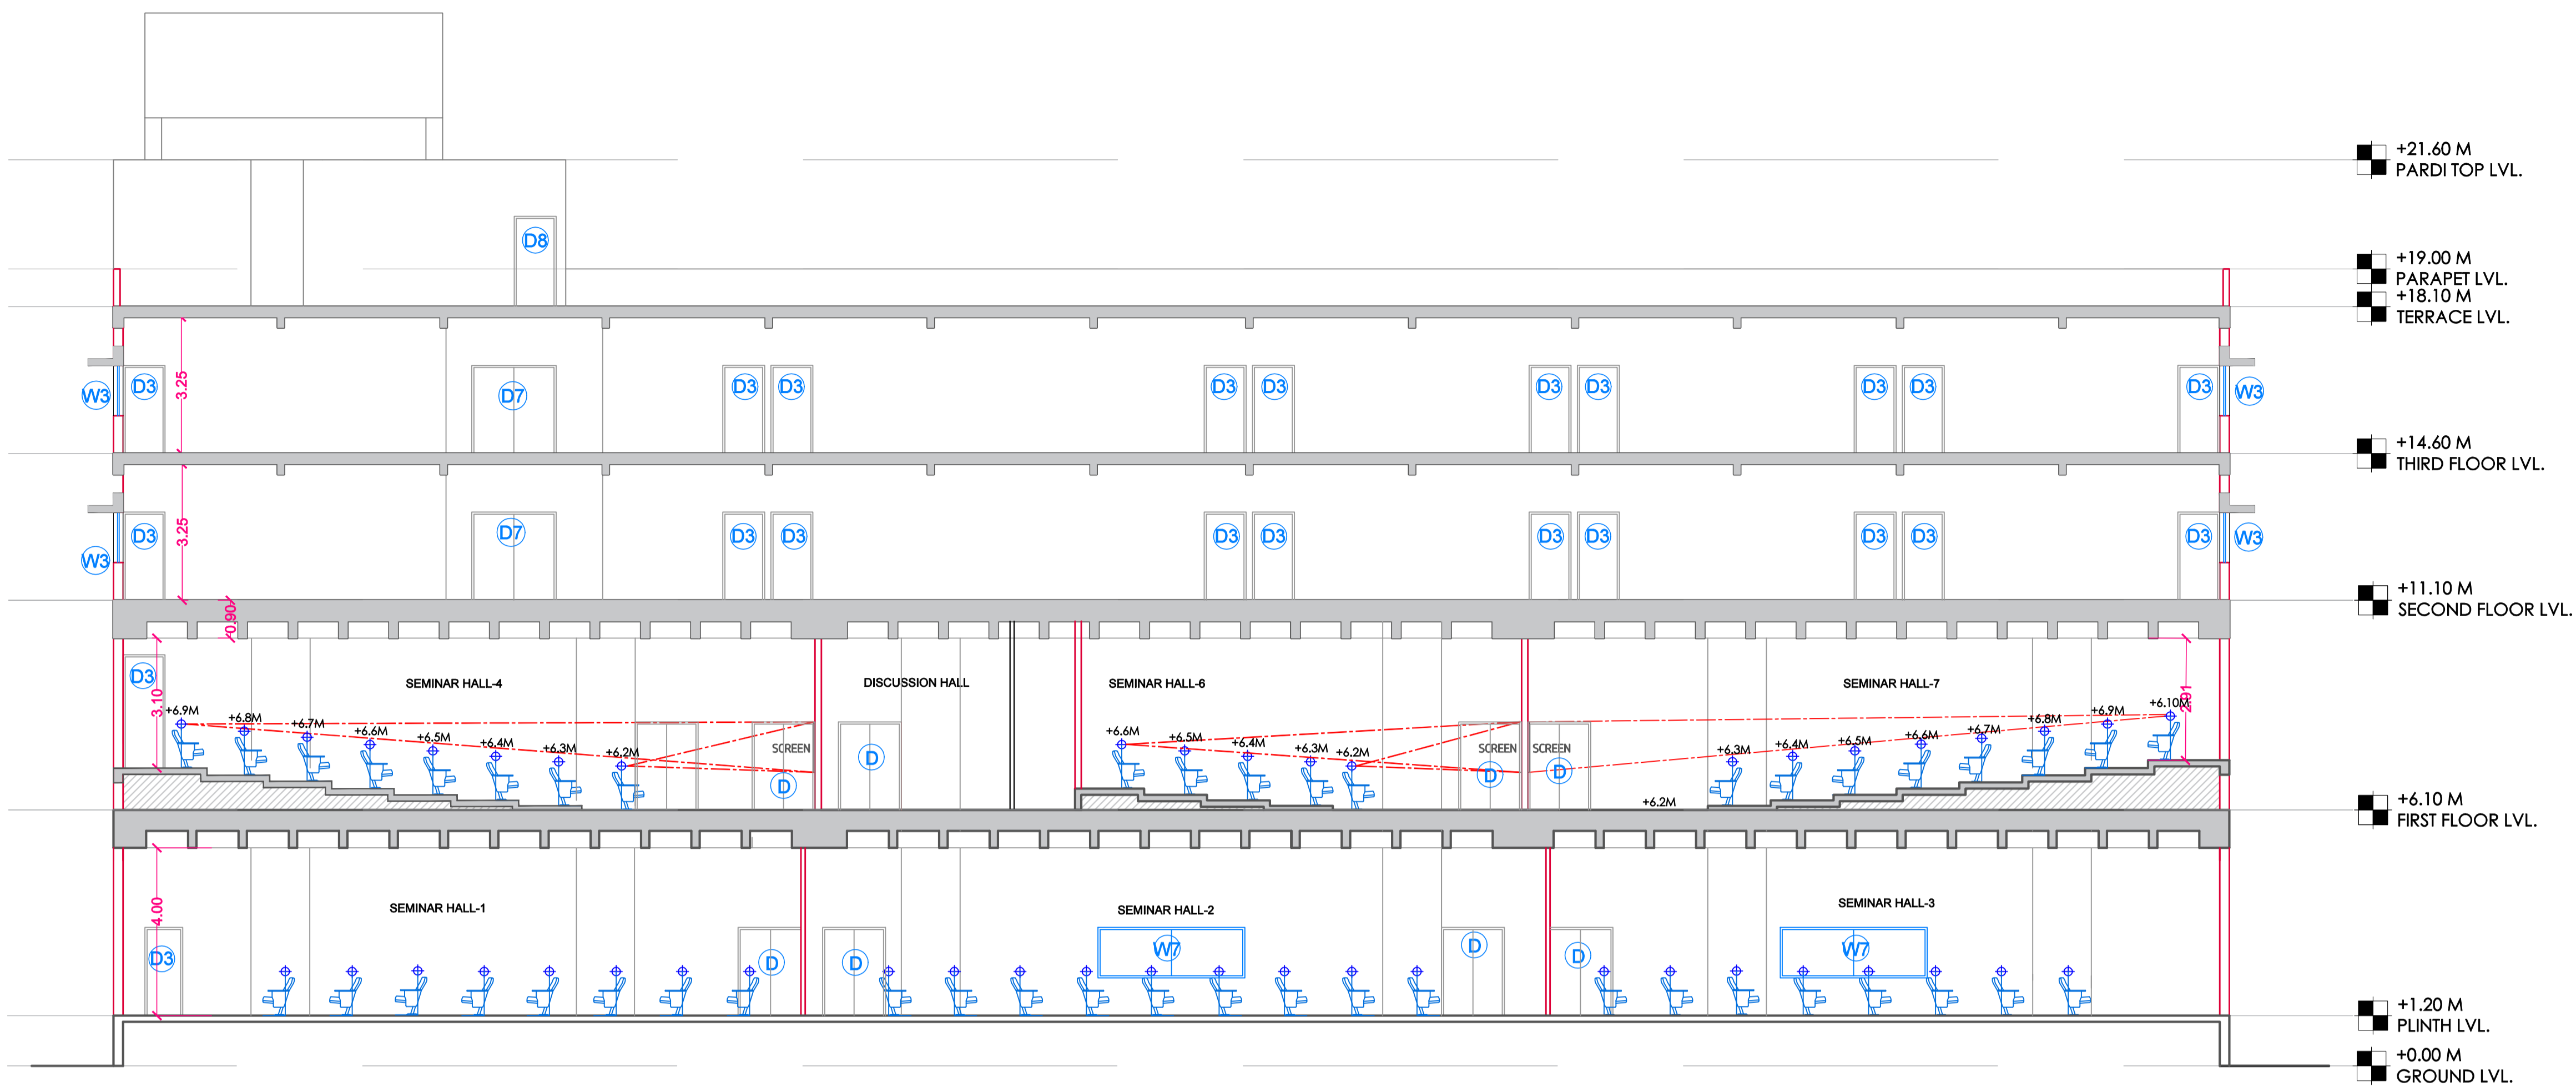 +21.60 M
PARDI TOP LVL.
D8
+19.00 M
PARAPET LVL.
+18.10 M
TERRACE LVL.
3.25
W3
D3
D7
D3
D3
D3
D3
D3
D3
D3
D3
D3
W3
+14.60 M
THIRD FLOOR LVL.
3.25
W3
D3
D7
D3
D3
D3
D3
D3
D3
D3
D3
D3
W3
+11.10 M
SECOND FLOOR LVL.
0.90
D3
3.10
SEMINAR HALL-4
DISCUSSION HALL
SEMINAR HALL-6
SEMINAR HALL-7
2.91
+6.9M
+6.8M
+6.7M
+6.6M
+6.5M
+6.4M
+6.3M
+6.2M
SCREEN
D
D
+6.6M
+6.5M
+6.4M
+6.3M
+6.2M
SCREEN
D
SCREEN
D
+6.2M
+6.3M
+6.4M
+6.5M
+6.6M
+6.7M
+6.8M
+6.9M
+6.10M
+6.10 M
FIRST FLOOR LVL.
4.00
SEMINAR HALL-1
SEMINAR HALL-2
SEMINAR HALL-3
D3
D
D
W7
D
D
W7
+1.20 M
PLINTH LVL.
+0.00 M
GROUND LVL.